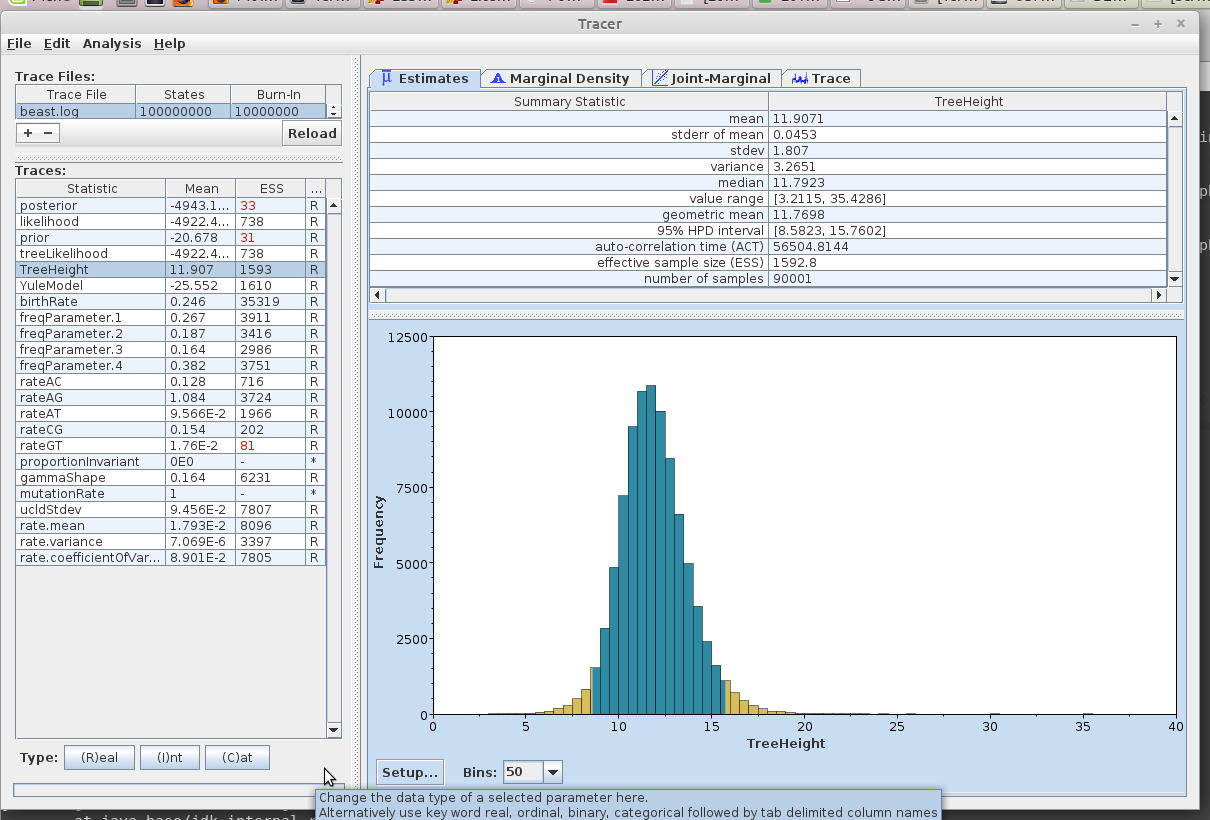 Tracer
File Edit Analysis Help
Trace Files:
Trace File States Burn-In
beast.log 100000000 10000000
+ − Reload
Traces:
Statistic Mean ESS ...
posterior -4943.1... 33 R
likelihood -4922.4... 738 R
prior -20.678 31 R
treeLikelihood -4922.4... 738 R
TreeHeight 11.907 1593 R
YuleModel -25.552 1610 R
birthRate 0.246 35319 R
freqParameter.1 0.267 3911 R
freqParameter.2 0.187 3416 R
freqParameter.3 0.164 2986 R
freqParameter.4 0.382 3751 R
rateAC 0.128 716 R
rateAG 1.084 3724 R
rateAT 9.566E-2 1966 R
rateCG 0.154 202 R
rateGT 1.76E-2 81 R
proportionInvariant 0E0 - *
gammaShape 0.164 6231 R
mutationRate 1 - *
ucldStdev 9.456E-2 7807 R
rate.mean 1.793E-2 8096 R
rate.variance 7.069E-6 3397 R
rate.coefficientOfVar... 8.901E-2 7805 R
Type: (R)eal (I)nt (C)at
Estimates Marginal Density Joint-Marginal Trace
Summary Statistic TreeHeight
mean 11.9071
stderr of mean 0.0453
stdev 1.807
variance 3.2651
median 11.7923
value range [3.2115, 35.4286]
geometric mean 11.7698
95% HPD interval [8.5823, 15.7602]
auto-correlation time (ACT) 56504.8144
effective sample size (ESS) 1592.8
number of samples 90001
12500
10000
7500
5000
2500
0
Frequency
0 5 10 15 20 25 30 35 40
TreeHeight
Setup... Bins: 50
Change the data type of a selected parameter here.
Alternatively use key word real, ordinal, binary, categorical followed by tab delimited column names